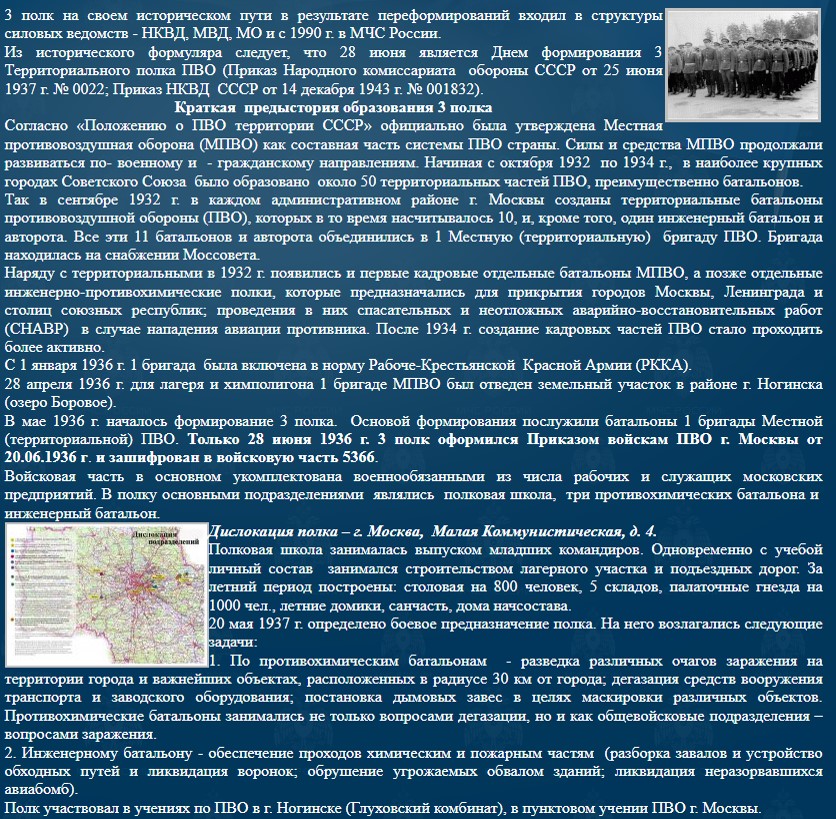 3 полк на своем историческом пути в результате переформирований входил в структуры
силовых ведомств - НКВД, МВД, МО и с 1990 г. в МЧС России.
Из исторического формуляра следует, что 28 июня является Днем формирования 3
Территориального полка ПВО (Приказ Народного комиссариата обороны СССР от 25 июня
1937 г. № 0022; Приказ НКВД СССР от 14 декабря 1943 г. № 001832).
Краткая предыстория образования 3 полка
Согласно «Положению о ПВО территории СССР» официально была утверждена Местная
противовоздушная оборона (МПВО) как составная часть системы ПВО страны. Силы и средства МПВО продолжали
развиваться по- военному и - гражданскому направлениям. Начиная с октября 1932 по 1934 г., в наиболее крупных
городах Советского Союза было образовано около 50 территориальных частей ПВО, преимущественно батальонов.
Так в сентябре 1932 г. в каждом административном районе г. Москвы созданы территориальные батальоны
противовоздушной обороны (ПВО), которых в то время насчитывалось 10, и, кроме того, один инженерный батальон и
авторота. Все эти 11 батальонов и авторота объединились в 1 Местную (территориальную) бригаду ПВО. Бригада
находилась на снабжении Моссовета.
Наряду с территориальными в 1932 г. появились и первые кадровые отдельные батальоны МПВО, а позже отдельные
инженерно-противохимические полки, которые предназначались для прикрытия городов Москвы, Ленинграда и
столиц союзных республик; проведения в них спасательных и неотложных аварийно-восстановительных работ
(СНАВР) в случае нападения авиации противника. После 1934 г. создание кадровых частей ПВО стало проходить
более активно.
С 1 января 1936 г. 1 бригада была включена в норму Рабоче-Крестьянской Красной Армии (РККА).
28 апреля 1936 г. для лагеря и химполигона 1 бригаде МПВО был отведен земельный участок в районе г. Ногинска
(озеро Боровое).
В мае 1936 г. началось формирование 3 полка. Основой формирования послужили батальоны 1 бригады Местной
(территориальной) ПВО. Только 28 июня 1936 г. 3 полк оформился Приказом войскам ПВО г. Москвы от
20.06.1936 г. и зашифрован в войсковую часть 5366.
Войсковая часть в основном укомплектована военнообязанными из числа рабочих и служащих московских
предприятий. В полку основными подразделениями являлись полковая школа, три противохимических батальона и
инженерный батальон.
Дислокация
подразделений
Дислокация полка – г. Москва, Малая Коммунистическая, д. 4.
Полковая школа занималась выпуском младших командиров. Одновременно с учебой
личный состав занимался строительством лагерного участка и подъездных дорог. За
летний период построены: столовая на 800 человек, 5 складов, палаточные гнезда на
1000 чел., летние домики, санчасть, дома начсостава.
20 мая 1937 г. определено боевое предназначение полка. На него возлагались следующие
задачи:
1. По противохимическим батальонам - разведка различных очагов заражения на
территории города и важнейших объектах, расположенных в радиусе 30 км от города; дегазация средств вооружения
транспорта и заводского оборудования; постановка дымовых завес в целях маскировки различных объектов.
Противохимические батальоны занимались не только вопросами дегазации, но и как общевойсковые подразделения –
вопросами заражения.
2. Инженерному батальону - обеспечение проходов химическим и пожарным частям (разборка завалов и устройство
обходных путей и ликвидация воронок; обрушение угрожаемых обвалом зданий; ликвидация неразорвавшихся
авиабомб).
Полк участвовал в учениях по ПВО в г. Ногинске (Глуховский комбинат), в пунктовом учении ПВО г. Москвы.